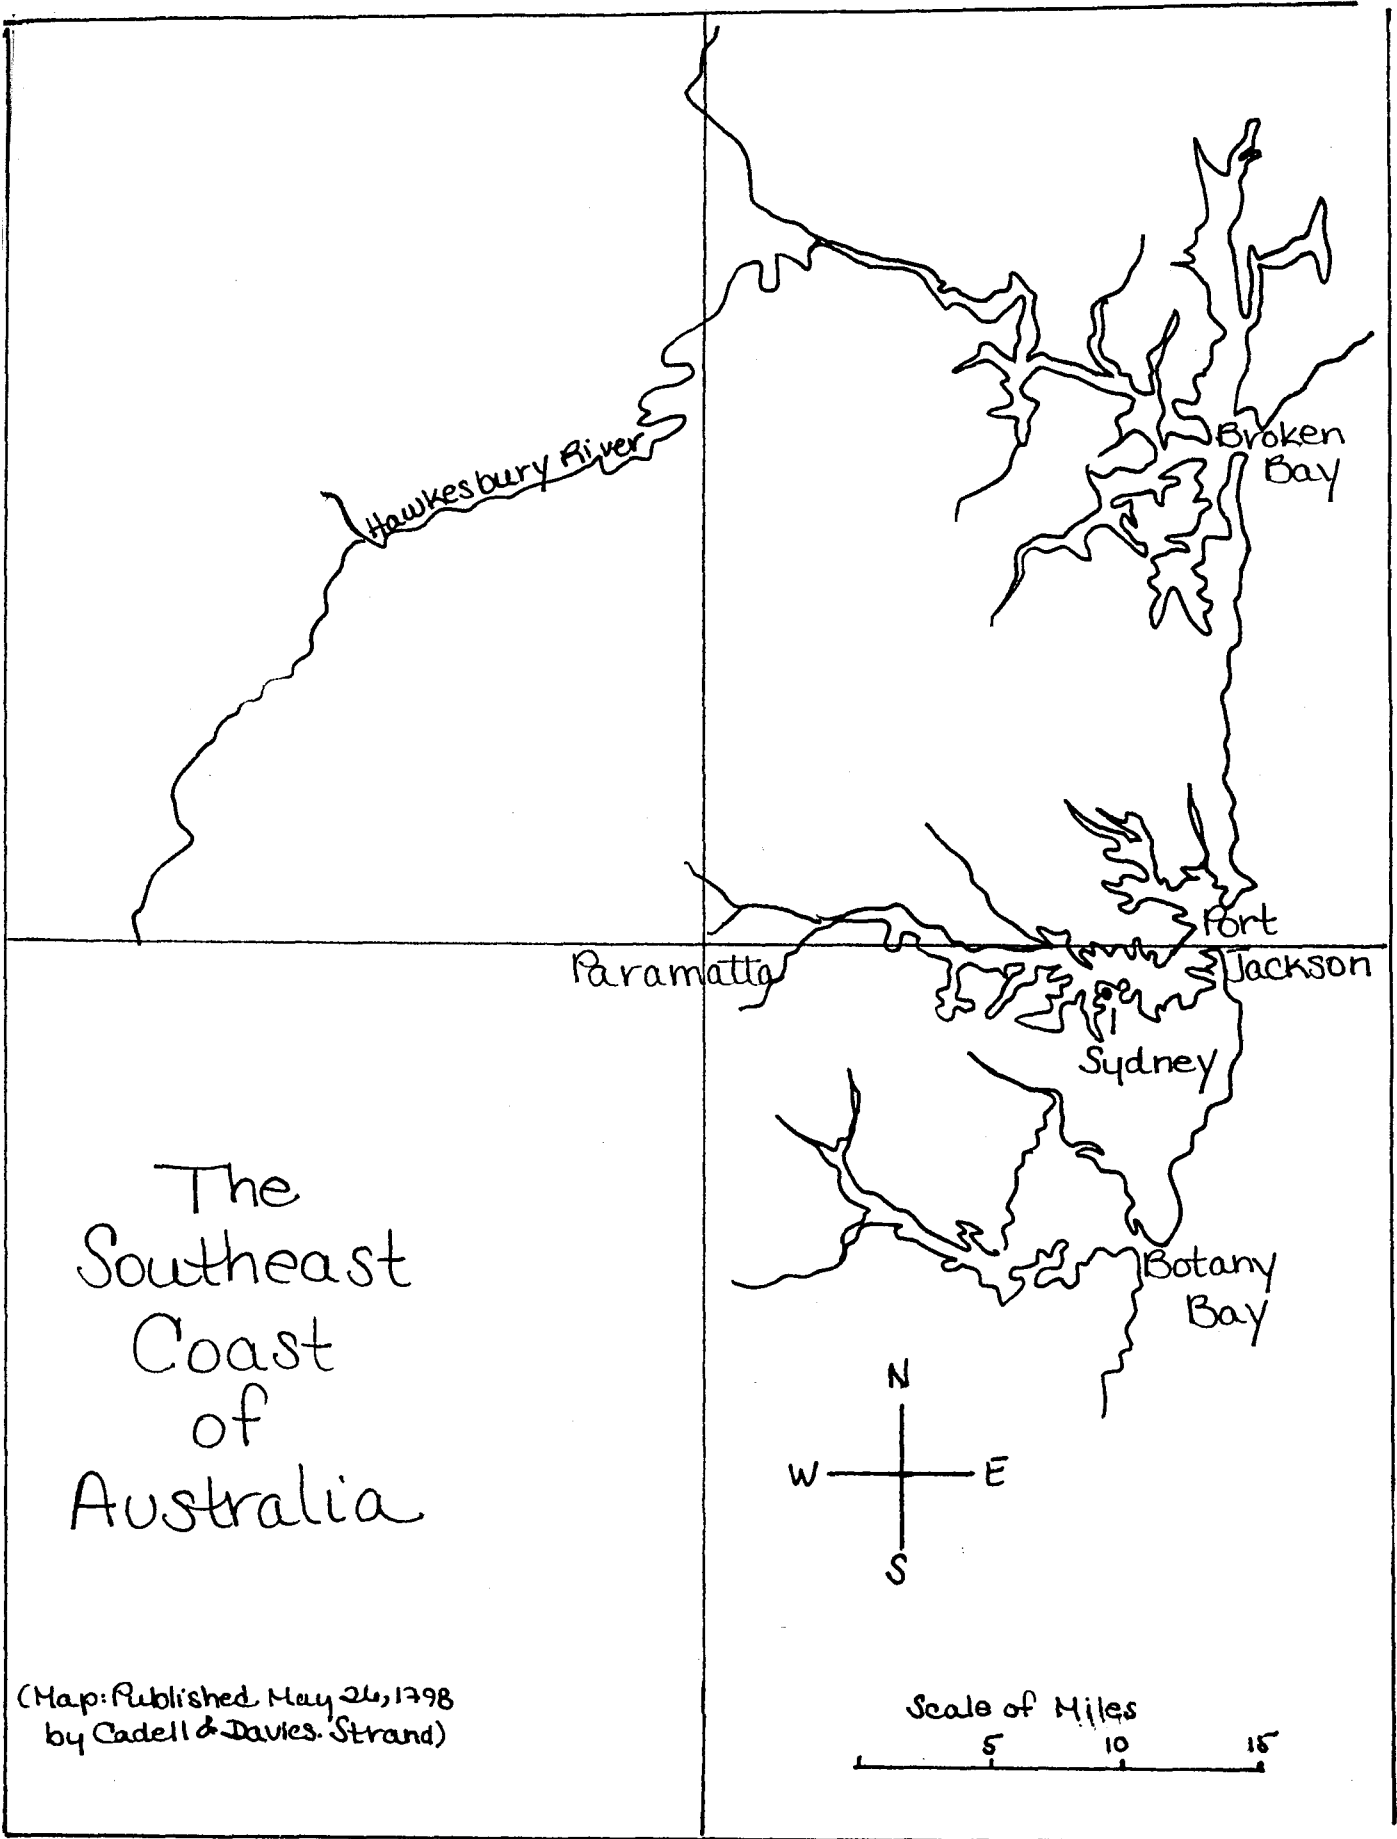 Hawkesbury River
Broken
Bay
Port
Jackson
Paramatta
Sydney
Botany
Bay
The
Southeast
Coast
of
Australia
N
W E
S
(Map: Published May 26, 1798
by Cadell & Davies. Strand)
Scale of Miles
5 10 15